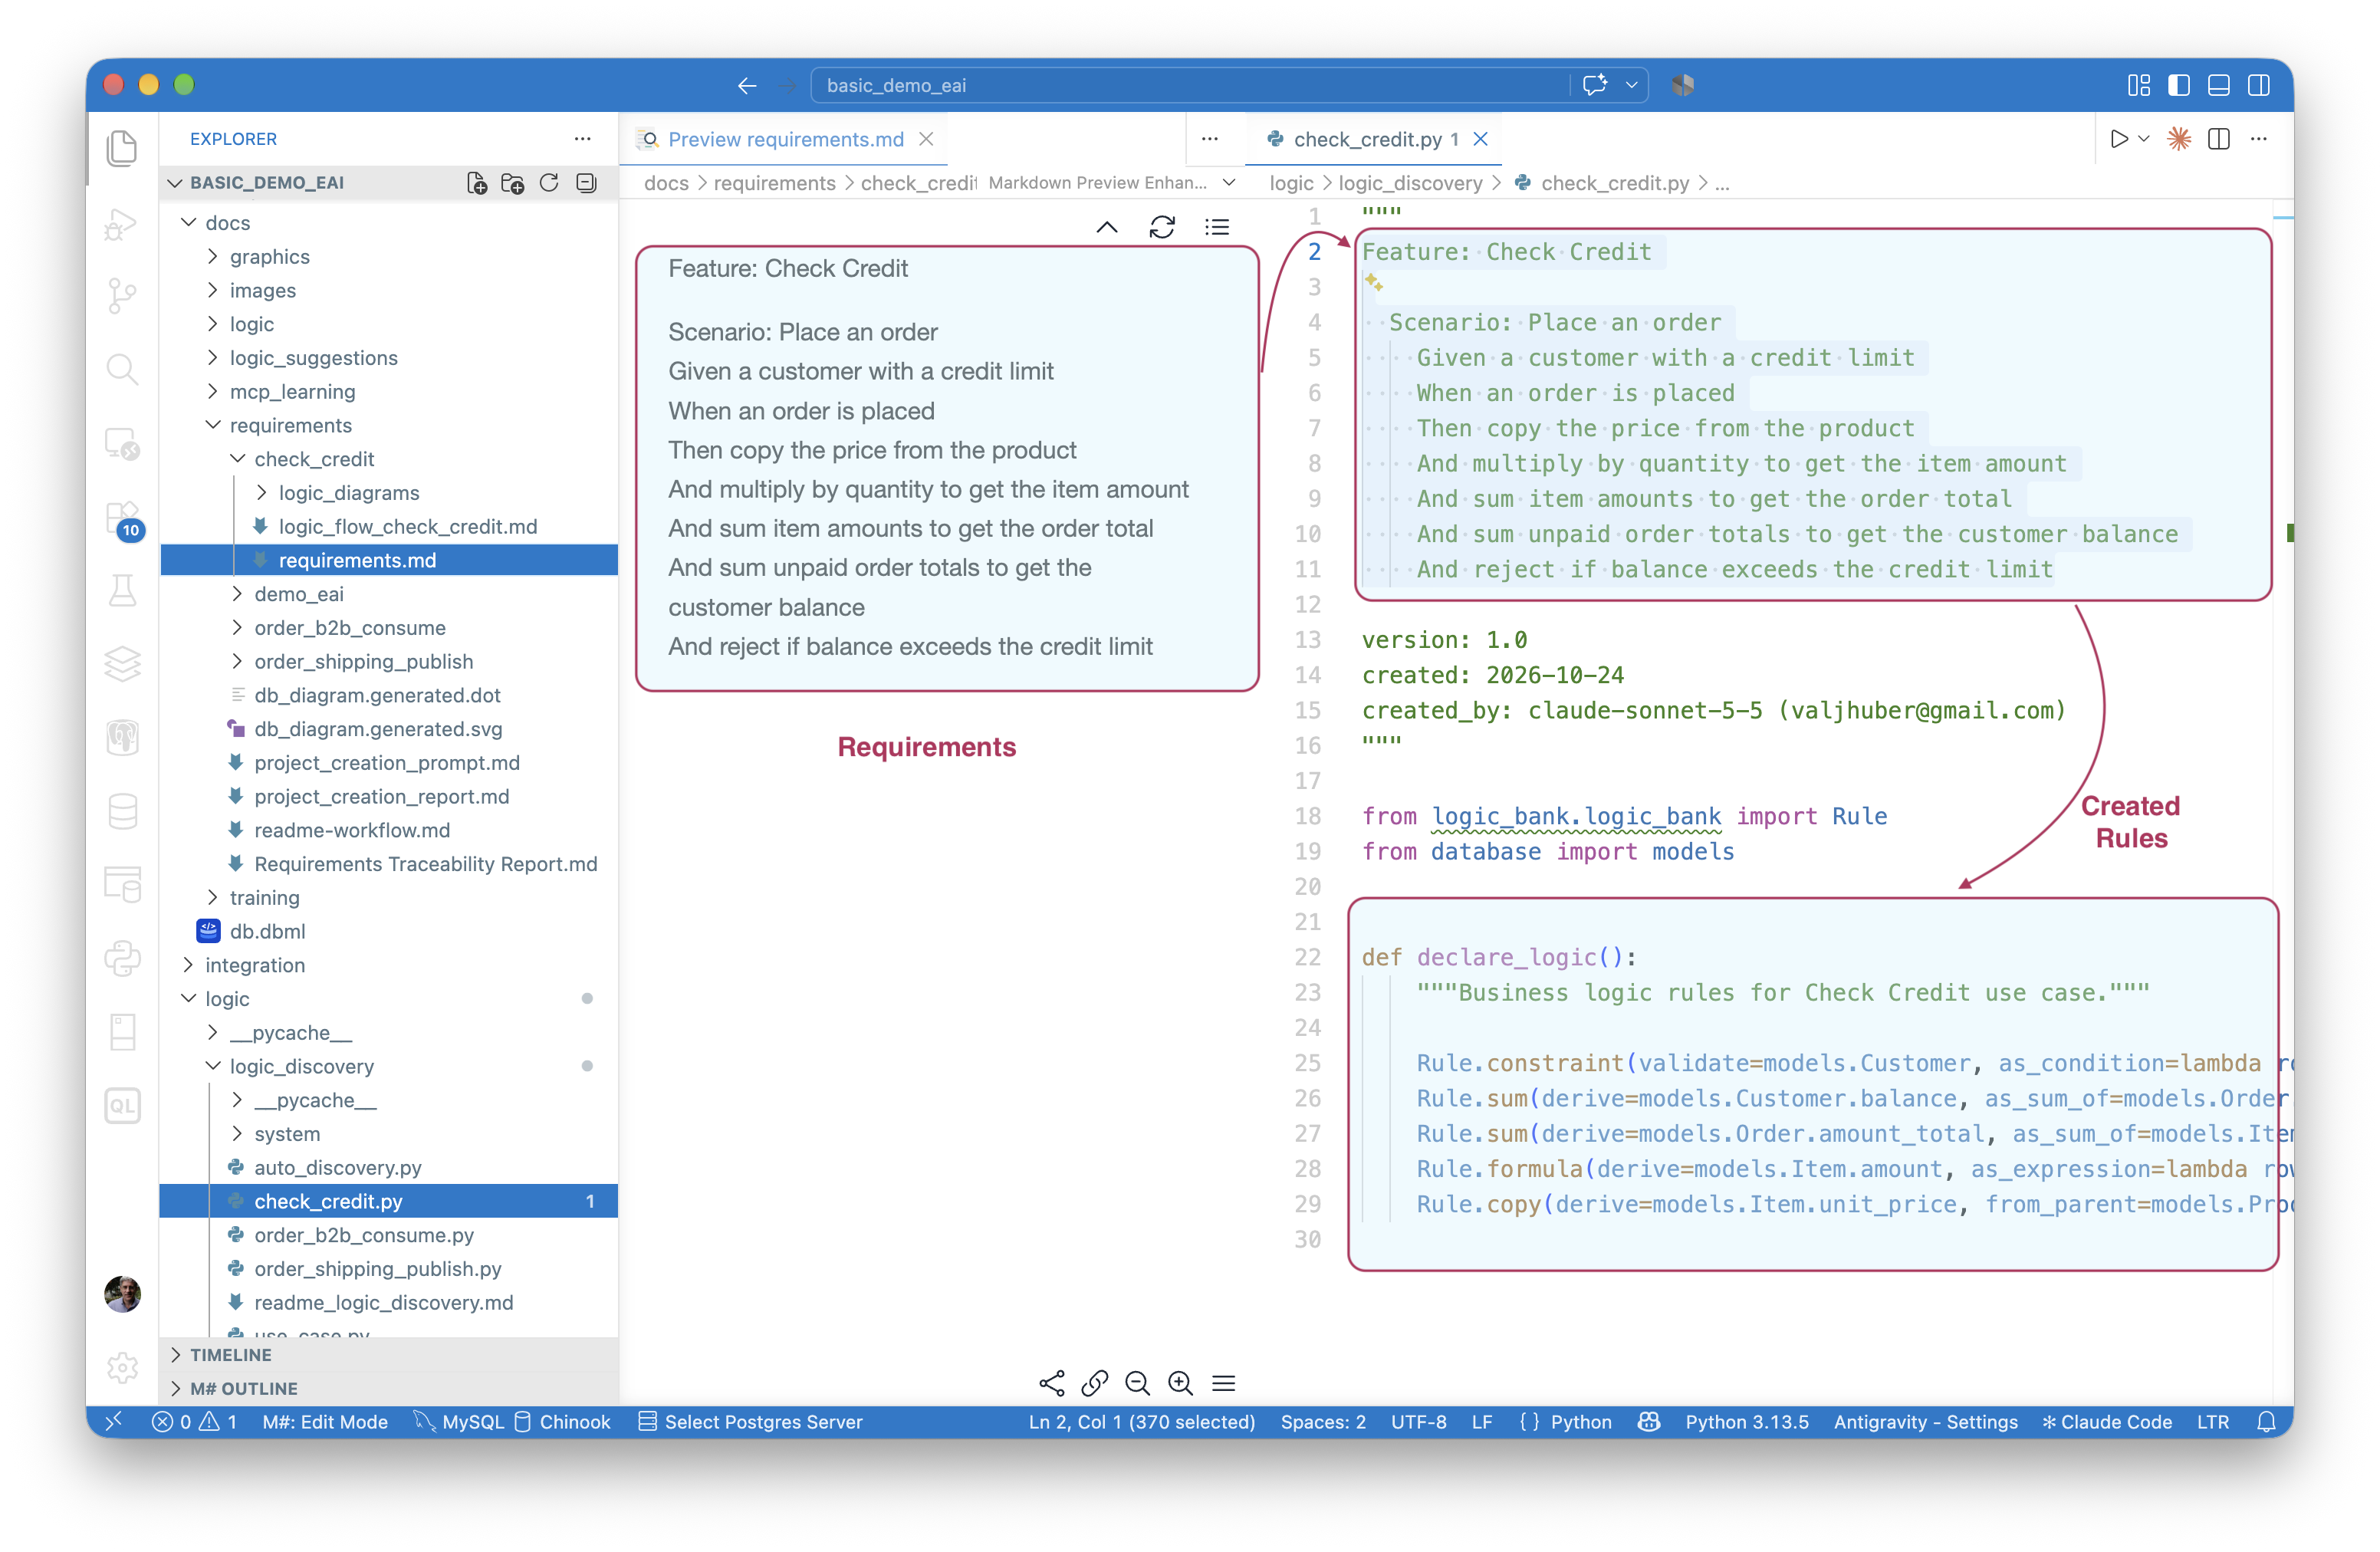 basic_demo_eai
EXPLORER
BASIC_DEMO_EAI
docs
graphics
images
logic
logic_suggestions
mcp_learning
requirements
check_credit
logic_diagrams
logic_flow_check_credit.md
requirements.md
demo_eai
order_b2b_consume
order_shipping_publish
db_diagram.generated.dot
db_diagram.generated.svg
project_creation_prompt.md
project_creation_report.md
readme-workflow.md
Requirements Traceability Report.md
training
db.dbml
integration
logic
__pycache__
logic_discovery
__pycache__
system
auto_discovery.py
check_credit.py 1
order_b2b_consume.py
order_shipping_publish.py
readme_logic_discovery.md
use_case.py
TIMELINE
M# OUTLINE
10
QL
Preview requirements.md
docs > requirements > check_credit Markdown Preview Enhan...
Feature: Check Credit
Scenario: Place an order
Given a customer with a credit limit
When an order is placed
Then copy the price from the product
And multiply by quantity to get the item amount
And sum item amounts to get the order total
And sum unpaid order totals to get the
customer balance
And reject if balance exceeds the credit limit
Requirements
check_credit.py 1
logic > logic_discovery > check_credit.py > ...
1 """
2 Feature: Check Credit
3
4 Scenario: Place an order
5 Given a customer with a credit limit
6 When an order is placed
7 Then copy the price from the product
8 And multiply by quantity to get the item amount
9 And sum item amounts to get the order total
10 And sum unpaid order totals to get the customer balance
11 And reject if balance exceeds the credit limit
12
13 version: 1.0
14 created: 2026-10-24
15 created_by: claude-sonnet-5-5 (valjhuber@gmail.com)
16 """
17
18 from logic_bank.logic_bank import Rule
19 from database import models
20
21
22 def declare_logic():
23 """Business logic rules for Check Credit use case."""
24
25 Rule.constraint(validate=models.Customer, as_condition=lambda ro
26 Rule.sum(derive=models.Customer.balance, as_sum_of=models.Order.
27 Rule.sum(derive=models.Order.amount_total, as_sum_of=models.Iten
28 Rule.formula(derive=models.Item.amount, as_expression=lambda row
29 Rule.copy(derive=models.Item.unit_price, from_parent=models.Proc
30
Created
Rules
0 1 M#: Edit Mode MySQL Chinook Select Postgres Server Ln 2, Col 1 (370 selected) Spaces: 2 UTF-8 LF { } Python Python 3.13.5 Antigravity - Settings Claude Code LTR